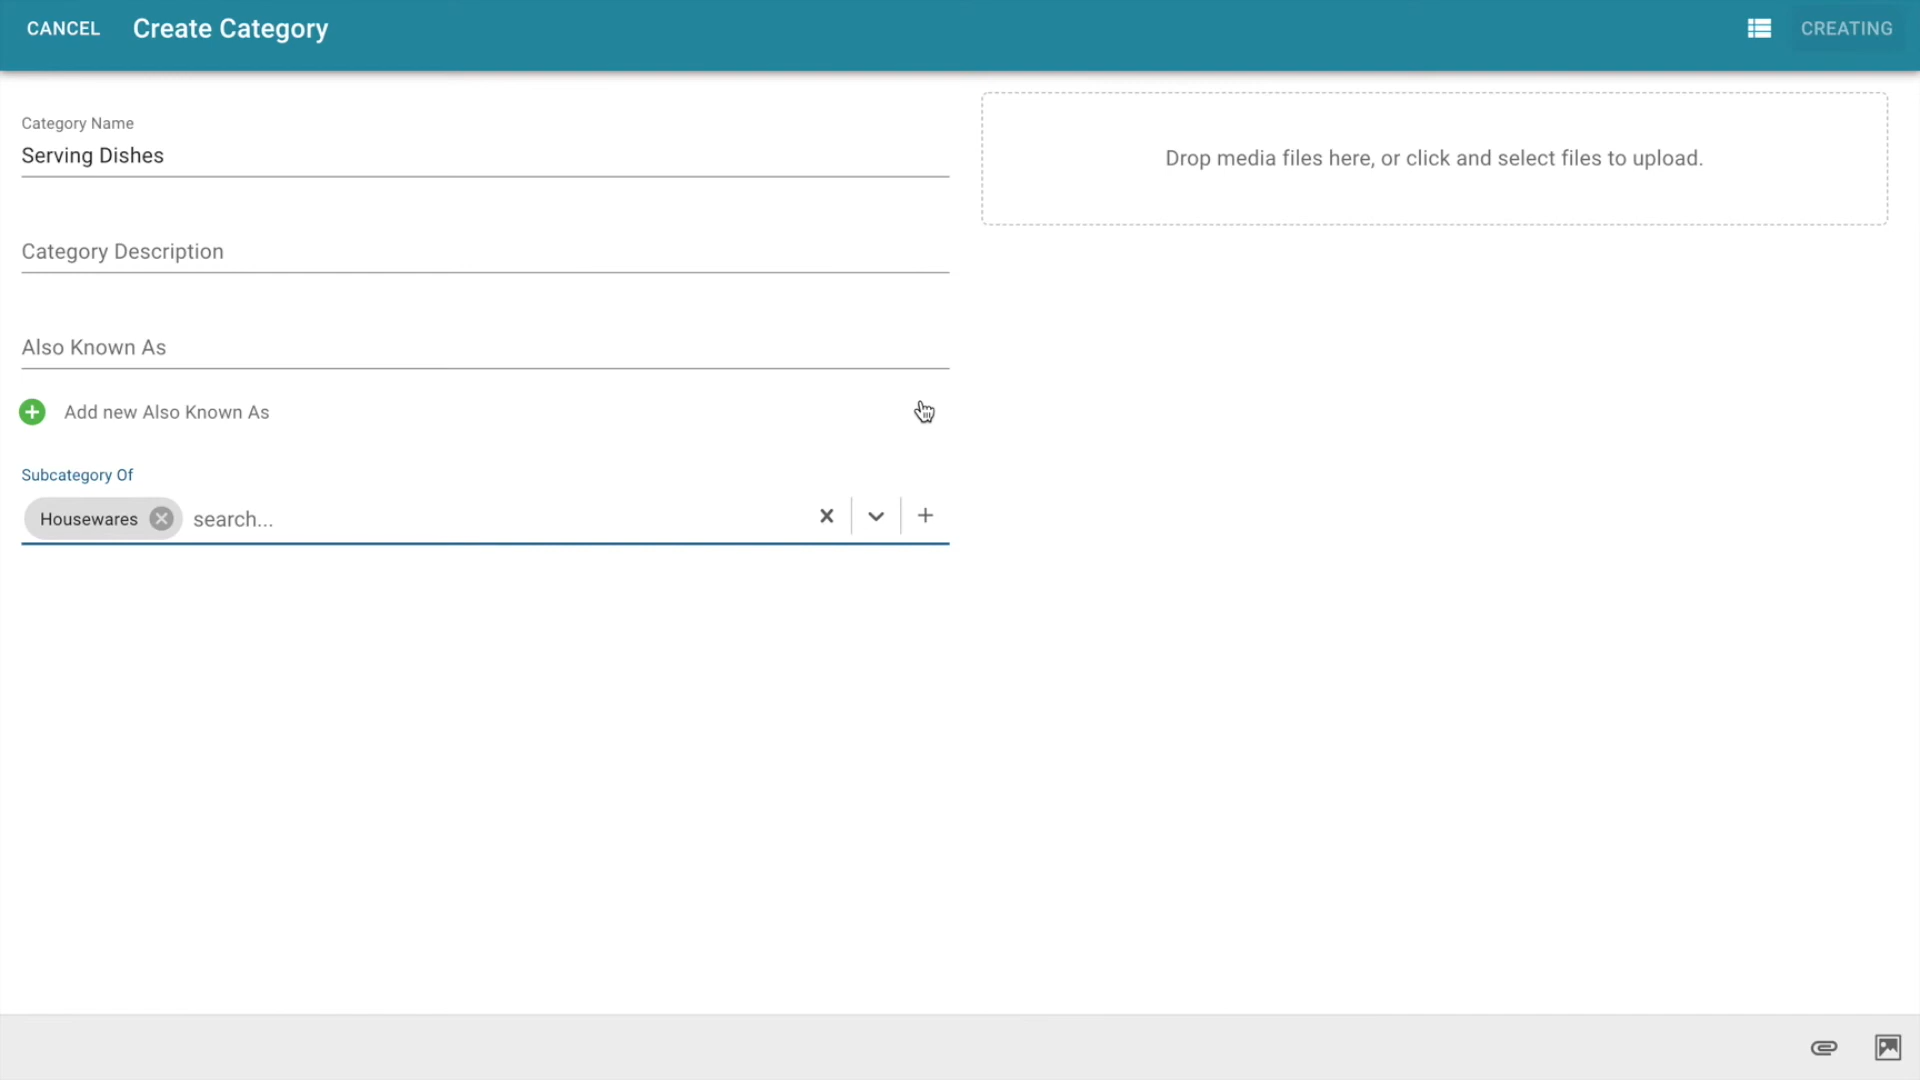 CANCEL Create Category CREATING
Category Name
Serving Dishes
Drop media files here, or click and select files to upload.
Category Description
Also Known As
Add new Also Known As
Subcategory Of
Housewares search...